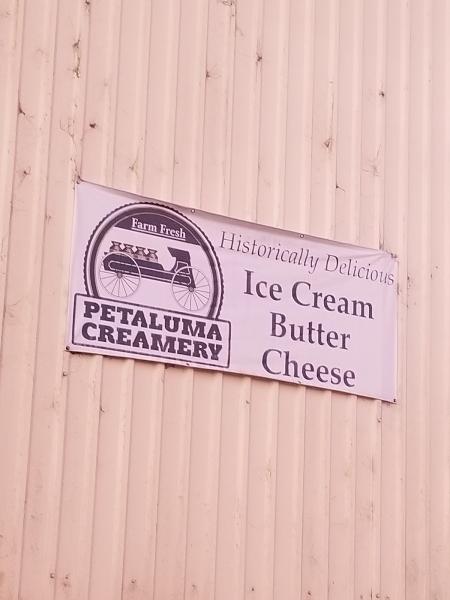 Farm Fresh
PETALUMA
CREAMERY
Historically Delicious
Ice Cream
Butter
Cheese